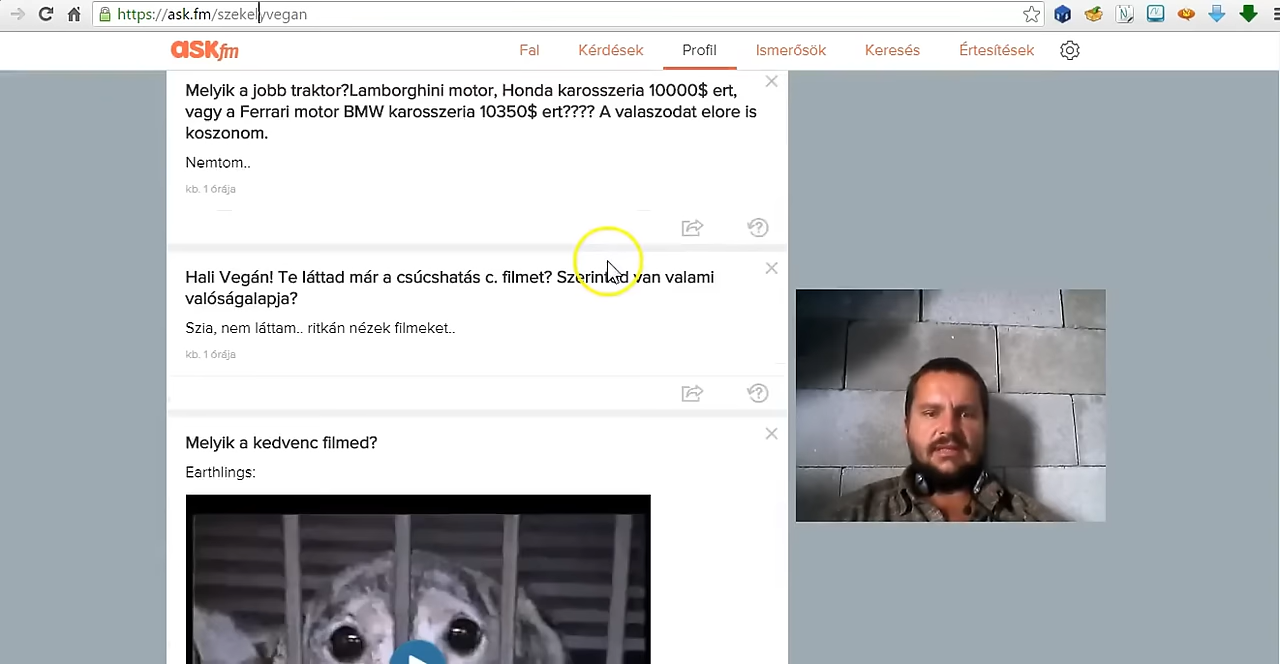 https://ask.fm/szekelyvegan
ASKfm
Fal Kérdések Profil Ismerősök Keresés Értesítések
Melyik a jobb traktor?Lamborghini motor, Honda karosszeria 10000$ ert,
vagy a Ferrari motor BMW karosszeria 10350$ ert???? A valaszodat elore is
koszonom.
Nemtom..
kb. 1 órája
Hali Vegán! Te láttad már a csúcshatás c. filmet? Szerinted van valami
valóságalapja?
Szia, nem láttam.. ritkán nézek filmeket..
kb. 1 órája
Melyik a kedvenc filmed?
Earthlings: